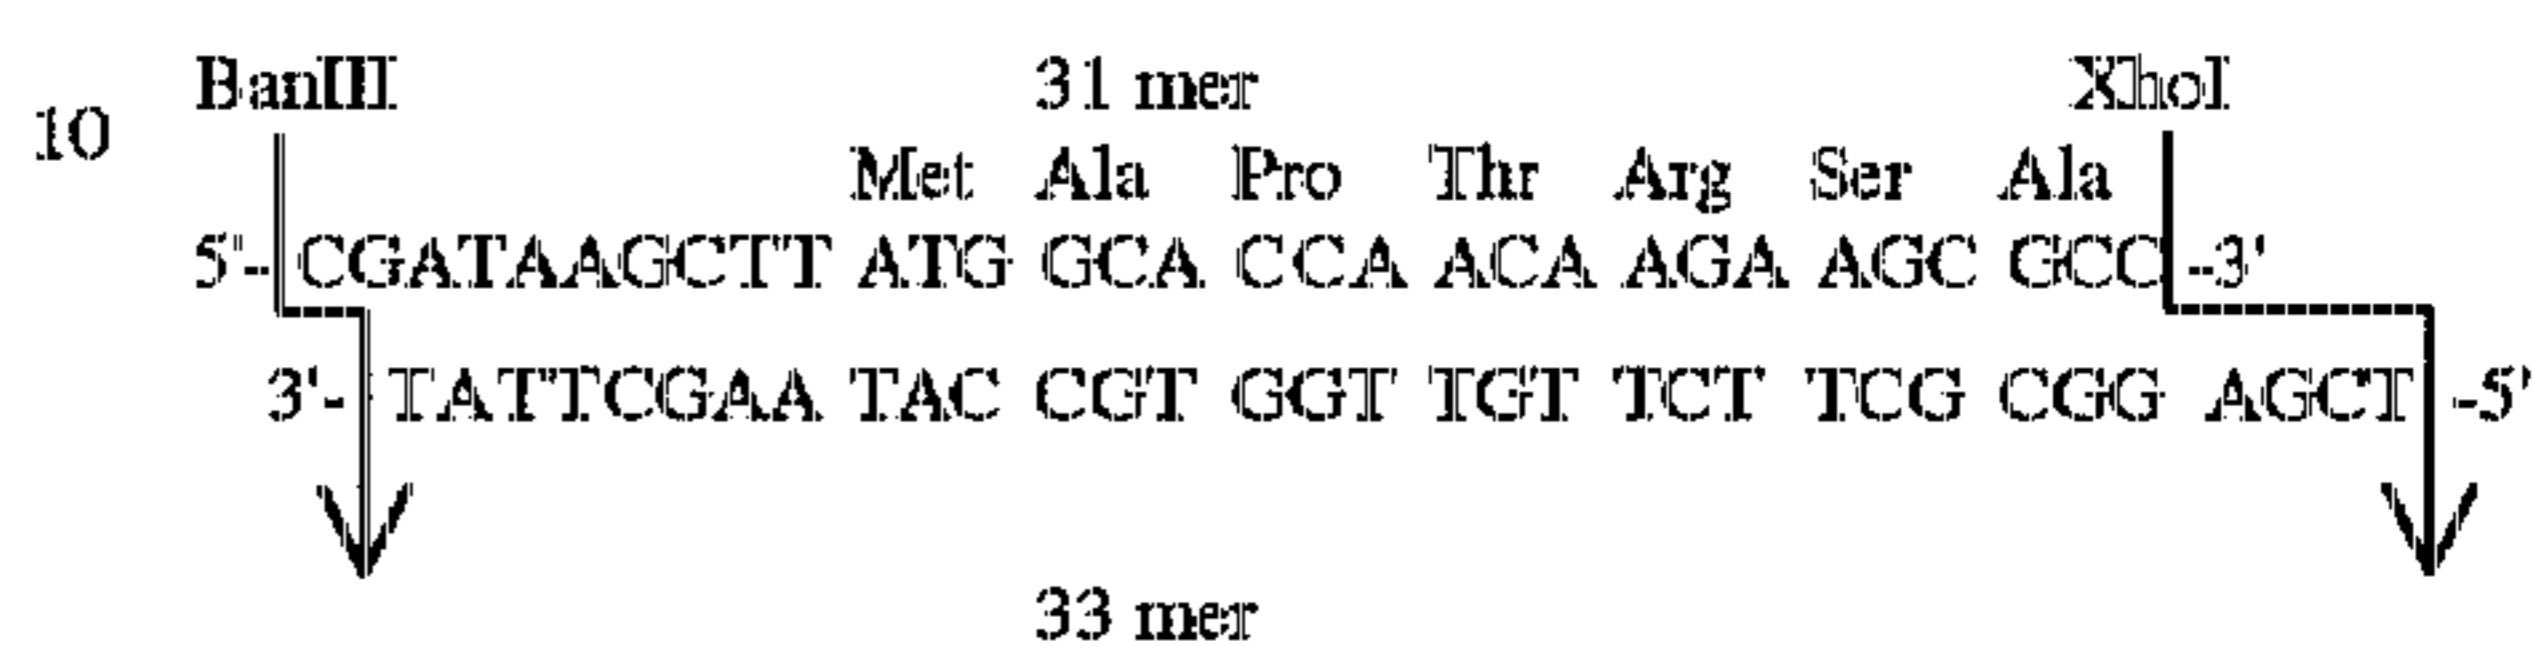 BanIII 31 mer XhoI
10
Met Ala Pro Thr Arg Ser Ala
5'- CGATAAGCTT ATG GCA CCA ACA AGA AGC GCC -3'
3'- TATTCGAA TAC CGT GGT TGT TCT TCG CGG AGCT -5'
33 mer